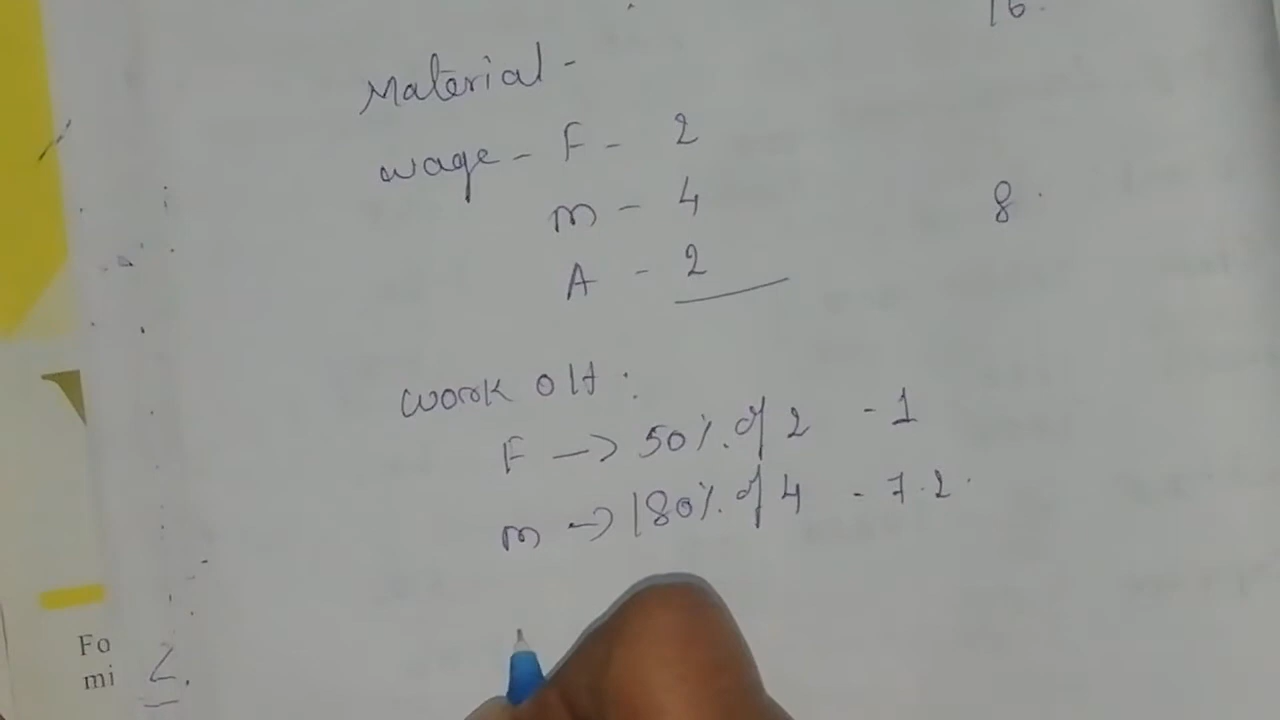 16.
Material -
wage - F - 2
m - 4
8.
A - 2
work oH :
F → 50% of 2 - 1
m → 180% of 4 - 7.2.
Fo
mi